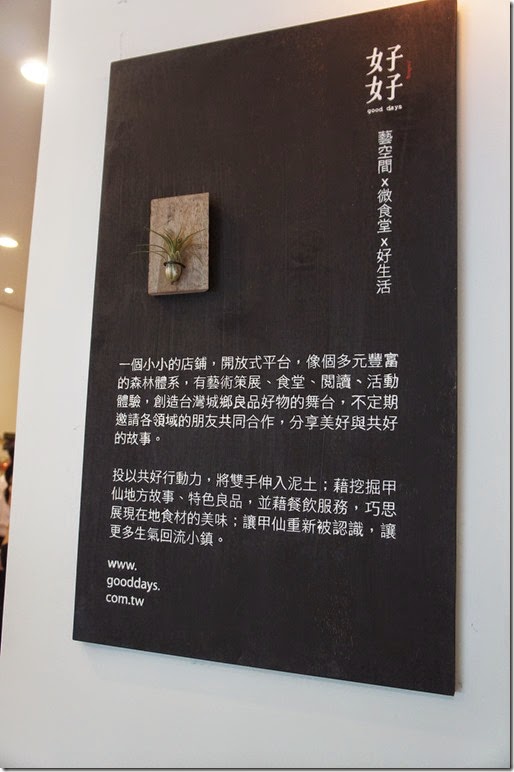 好好
good days
藝空間x微食堂x好生活
一個小小的店鋪，開放式平台，像個多元豐富
的森林體系，有藝術策展、食堂、閱讀、活動
體驗，創造台灣城鄉良品好物的舞台，不定期
邀請各領域的朋友共同合作，分享美好與共好
的故事。
投以共好行動力，將雙手伸入泥土；藉挖掘甲
仙地方故事、特色良品，並藉餐飲服務，巧思
展現在地食材的美味；讓甲仙重新被認識，讓
更多生氣回流小鎮。
www.
gooddays.
com.tw